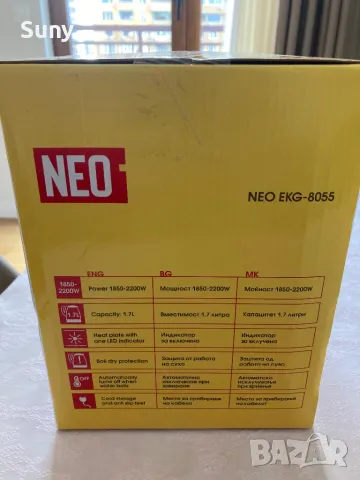 Suny
NEO
NEO EKG-8055
ENG BG MK
1850-2200W Power 1850-2200W Мощност 1850-2200W Моќност 1850-2200W
1.7L Capacity: 1.7L Вместимост 1,7 литра Капацитет 1,7 литри
Heat plate with Индикатор Индикатор
one LED indicator за включено за вклучено
Boil dry protection Защита от работа Заштита од
на сухо работа на суво
OFF Automatically Автоматично Автоматско
turns off when изключване при исклучување
water boils кипване при вриење
Cord storage Място за прибиране Место за прибирање
and anti-slip feet на кабела на кабелот
BAZAR
bg